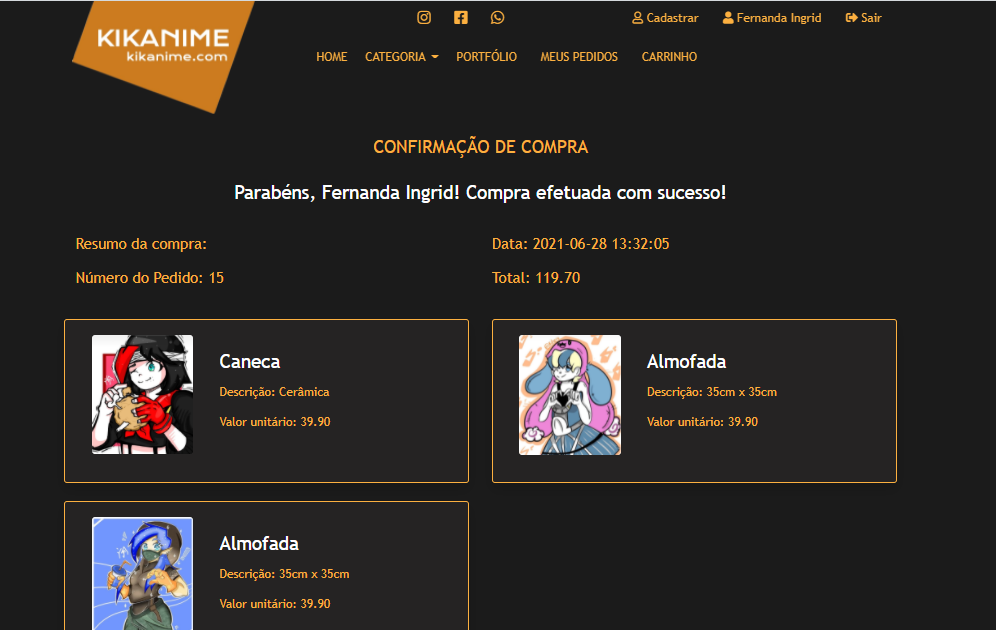 KIKANIME
kikanime.com
Cadastrar Fernanda Ingrid Sair
HOME CATEGORIA PORTFÓLIO MEUS PEDIDOS CARRINHO
CONFIRMAÇÃO DE COMPRA
Parabéns, Fernanda Ingrid! Compra efetuada com sucesso!
Resumo da compra:
Data: 2021-06-28 13:32:05
Número do Pedido: 15
Total: 119.70
Caneca
Descrição: Cerâmica
Valor unitário: 39.90
Almofada
Descrição: 35cm x 35cm
Valor unitário: 39.90
Almofada
Descrição: 35cm x 35cm
Valor unitário: 39.90